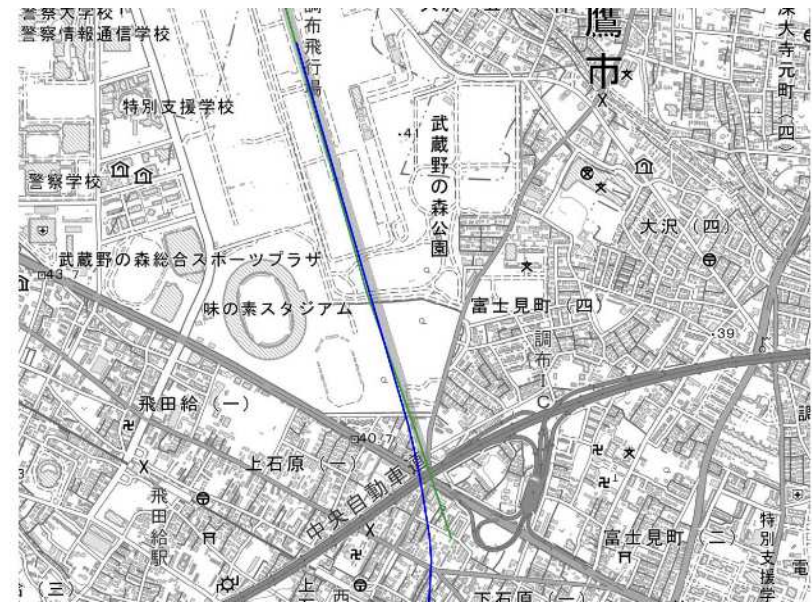 警察大学校
警察情報通信学校
調布飛行場
鷹市
深大寺元町(四)
特別支援学校
・41
武蔵野の森公園
警察学校
大沢(四)
武蔵野の森総合スポーツプラザ
43.7
味の素スタジアム
富士見町(四)
・39
調布IC
飛田給(一)
40.7
上石原(一)
中央自動車道
飛田給駅
富士見町(二)
特別支援学
下石原(一)
(三)
上石
西
電
調